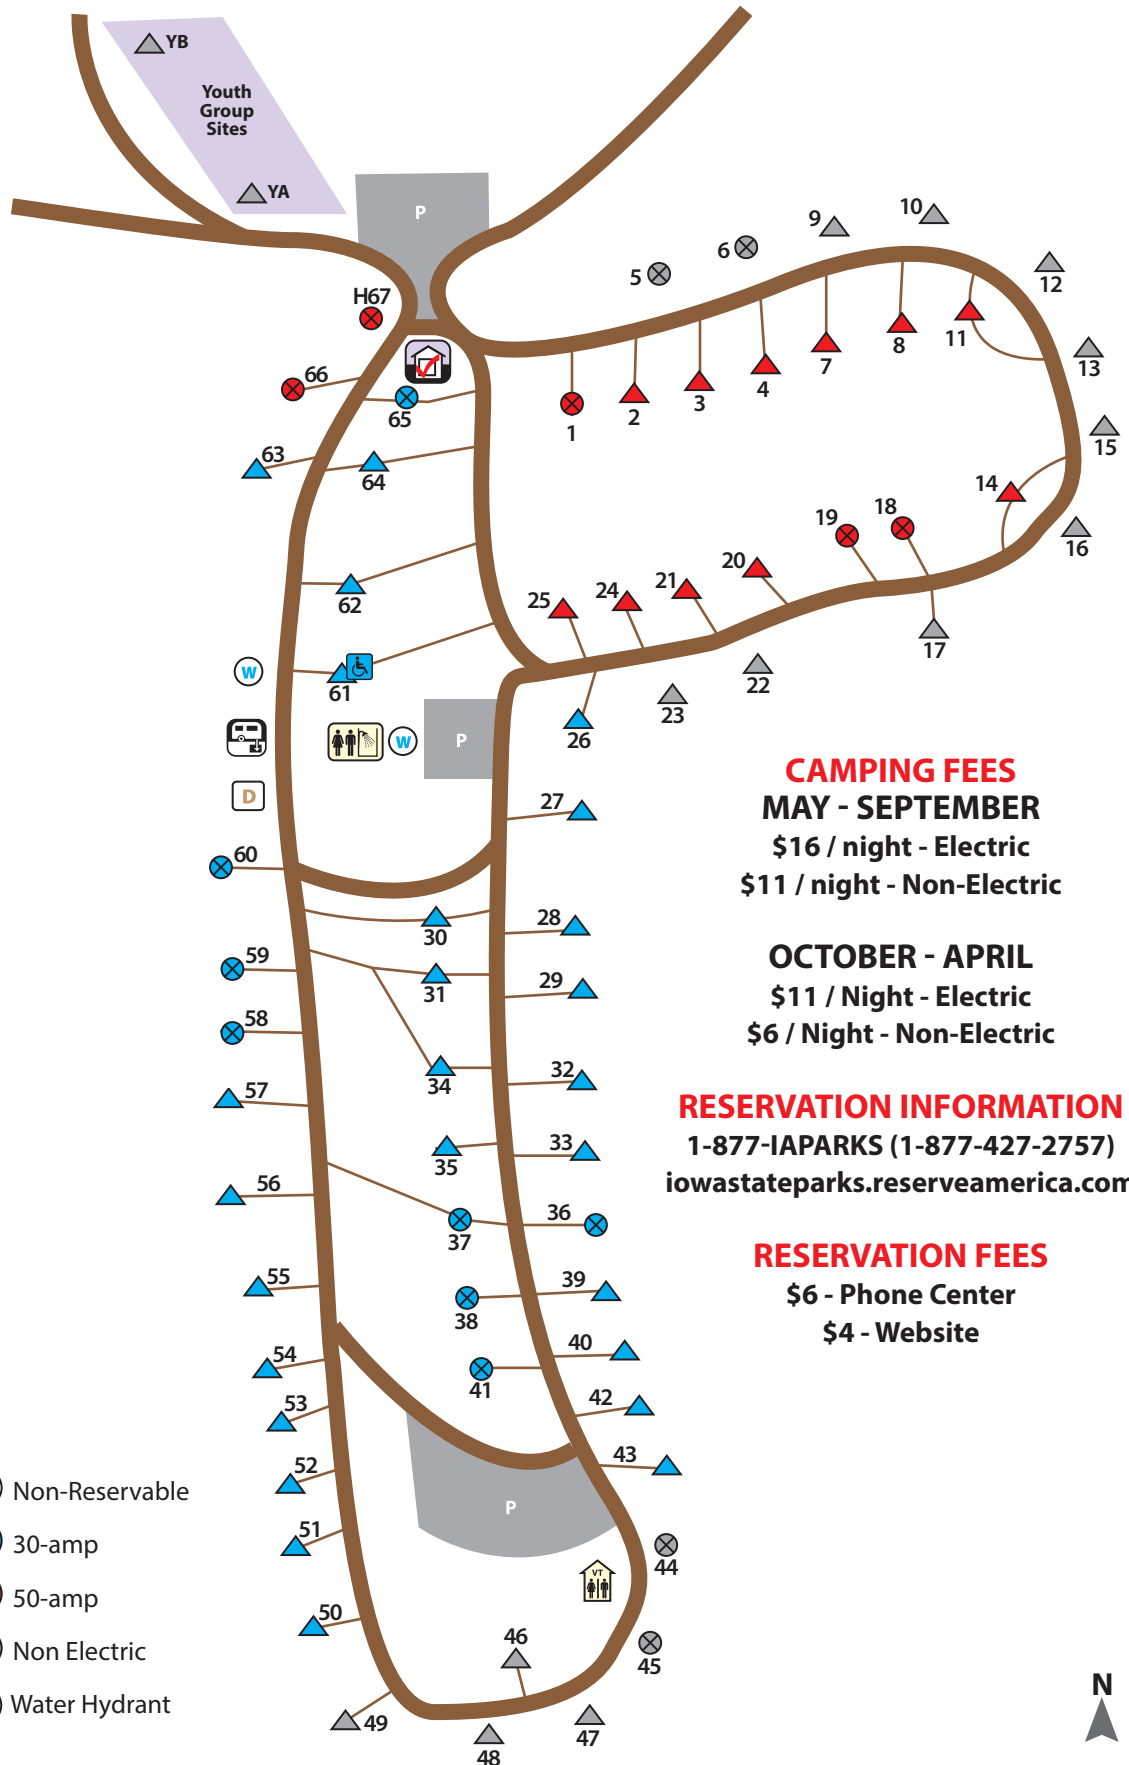 YB
Youth
Group
Sites
YA
P
H67
66
65
63
64
62
61
W
W
P
D
60
5
6
9
10
12
13
15
16
11
8
7
4
3
2
1
14
18
19
20
21
24
25
17
22
23
26
27
28
29
30
31
59
58
57
34
32
33
35
56
36
37
55
39
38
40
54
41
42
53
43
52
51
P
44
VT
50
46
45
49
48
47
CAMPING FEES
MAY - SEPTEMBER
$16 / night - Electric
$11 / night - Non-Electric
OCTOBER - APRIL
$11 / Night - Electric
$6 / Night - Non-Electric
RESERVATION INFORMATION
1-877-IAPARKS (1-877-427-2757)
iowastateparks.reserveamerica.com
RESERVATION FEES
$6 - Phone Center
$4 - Website
Non-Reservable
30-amp
50-amp
Non Electric
Water Hydrant
N